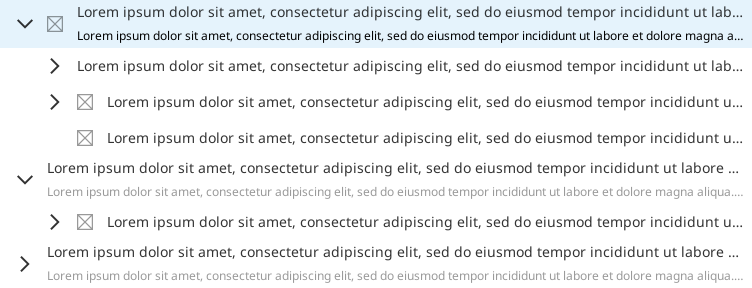 Lorem ipsum dolor sit amet, consectetur adipiscing elit, sed do eiusmod tempor incididunt ut lab...
Lorem ipsum dolor sit amet, consectetur adipiscing elit, sed do eiusmod tempor incididunt ut labore et dolore magna a...
Lorem ipsum dolor sit amet, consectetur adipiscing elit, sed do eiusmod tempor incididunt ut lab...
Lorem ipsum dolor sit amet, consectetur adipiscing elit, sed do eiusmod tempor incididunt u...
Lorem ipsum dolor sit amet, consectetur adipiscing elit, sed do eiusmod tempor incididunt u...
Lorem ipsum dolor sit amet, consectetur adipiscing elit, sed do eiusmod tempor incididunt ut labore ...
Lorem ipsum dolor sit amet, consectetur adipiscing elit, sed do eiusmod tempor incididunt ut labore et dolore magna aliqua....
Lorem ipsum dolor sit amet, consectetur adipiscing elit, sed do eiusmod tempor incididunt u...
Lorem ipsum dolor sit amet, consectetur adipiscing elit, sed do eiusmod tempor incididunt ut labore ...
Lorem ipsum dolor sit amet, consectetur adipiscing elit, sed do eiusmod tempor incididunt ut labore et dolore magna aliqua....